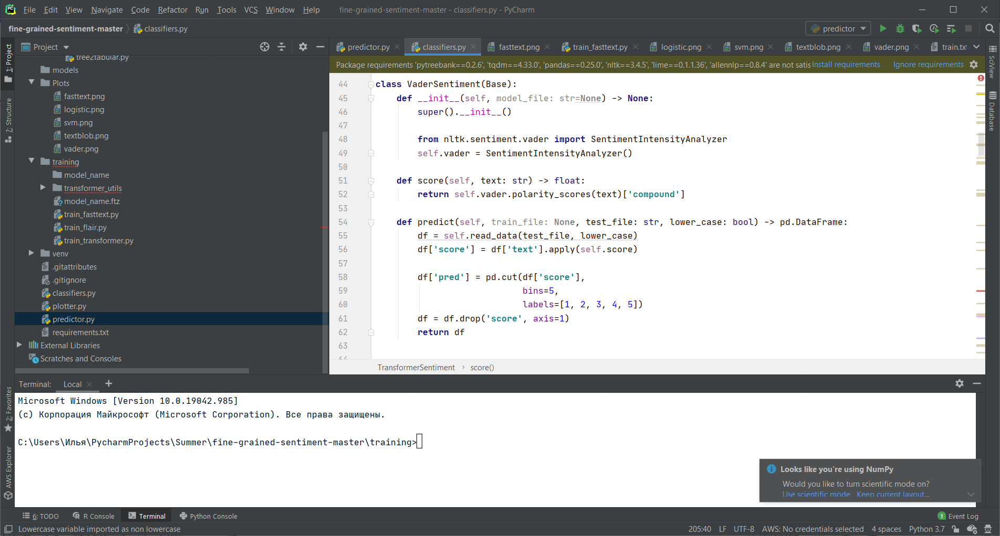 File Edit View Navigate Code Refactor Run Tools VCS Window Help fine-grained-sentiment-master - classifiers.py - PyCharm
fine-grained-sentiment-master classifiers.py predictor
1: Project
7: Structure
2: Favorites
AWS Explorer
Project
tree2tabular.py
models
Plots
fasttext.png
logistic.png
svm.png
textblob.png
vader.png
training
model_name
transformer_utils
model_name.ftz
train_fasttext.py
train_flair.py
train_transformer.py
venv
.gitattributes
.gitignore
classifiers.py
plotter.py
predictor.py
requirements.txt
External Libraries
Scratches and Consoles
predictor.py classifiers.py fasttext.png train_fasttext.py logistic.png svm.png textblob.png vader.png train.txt
Package requirements 'pytreebank==0.2.6', 'tqdm==4.33.0', 'pandas==0.25.0', 'nltk==3.4.5', 'lime==0.1.1.36', 'allennlp==0.8.4' are not satis Install requirements Ignore requirements
44 class VaderSentiment(Base):
45 def __init__(self, model_file: str=None) -> None:
46 super().__init__()
47
48 from nltk.sentiment.vader import SentimentIntensityAnalyzer
49 self.vader = SentimentIntensityAnalyzer()
50
51 def score(self, text: str) -> float:
52 return self.vader.polarity_scores(text)['compound']
53
54 def predict(self, train_file: None, test_file: str, lower_case: bool) -> pd.DataFrame:
55 df = self.read_data(test_file, lower_case)
56 df['score'] = df['text'].apply(self.score)
57
58 df['pred'] = pd.cut(df['score'],
59 bins=5,
60 labels=[1, 2, 3, 4, 5])
61 df = df.drop('score', axis=1)
62 return df
63
64
TransformerSentiment › score()
SciView
Database
Terminal: Local
Microsoft Windows [Version 10.0.19042.985]
(c) Корпорация Майкрософт (Microsoft Corporation). Все права защищены.
C:\Users\Илья\PycharmProjects\Summer\fine-grained-sentiment-master\training>
Looks like you're using NumPy
Would you like to turn scientific mode on?
Use scientific mode Keep current layout...
6: TODO R Console Terminal Python Console 1 Event Log
Lowercase variable imported as non lowercase 205:40 LF UTF-8 AWS: No credentials selected 4 spaces Python 3.7